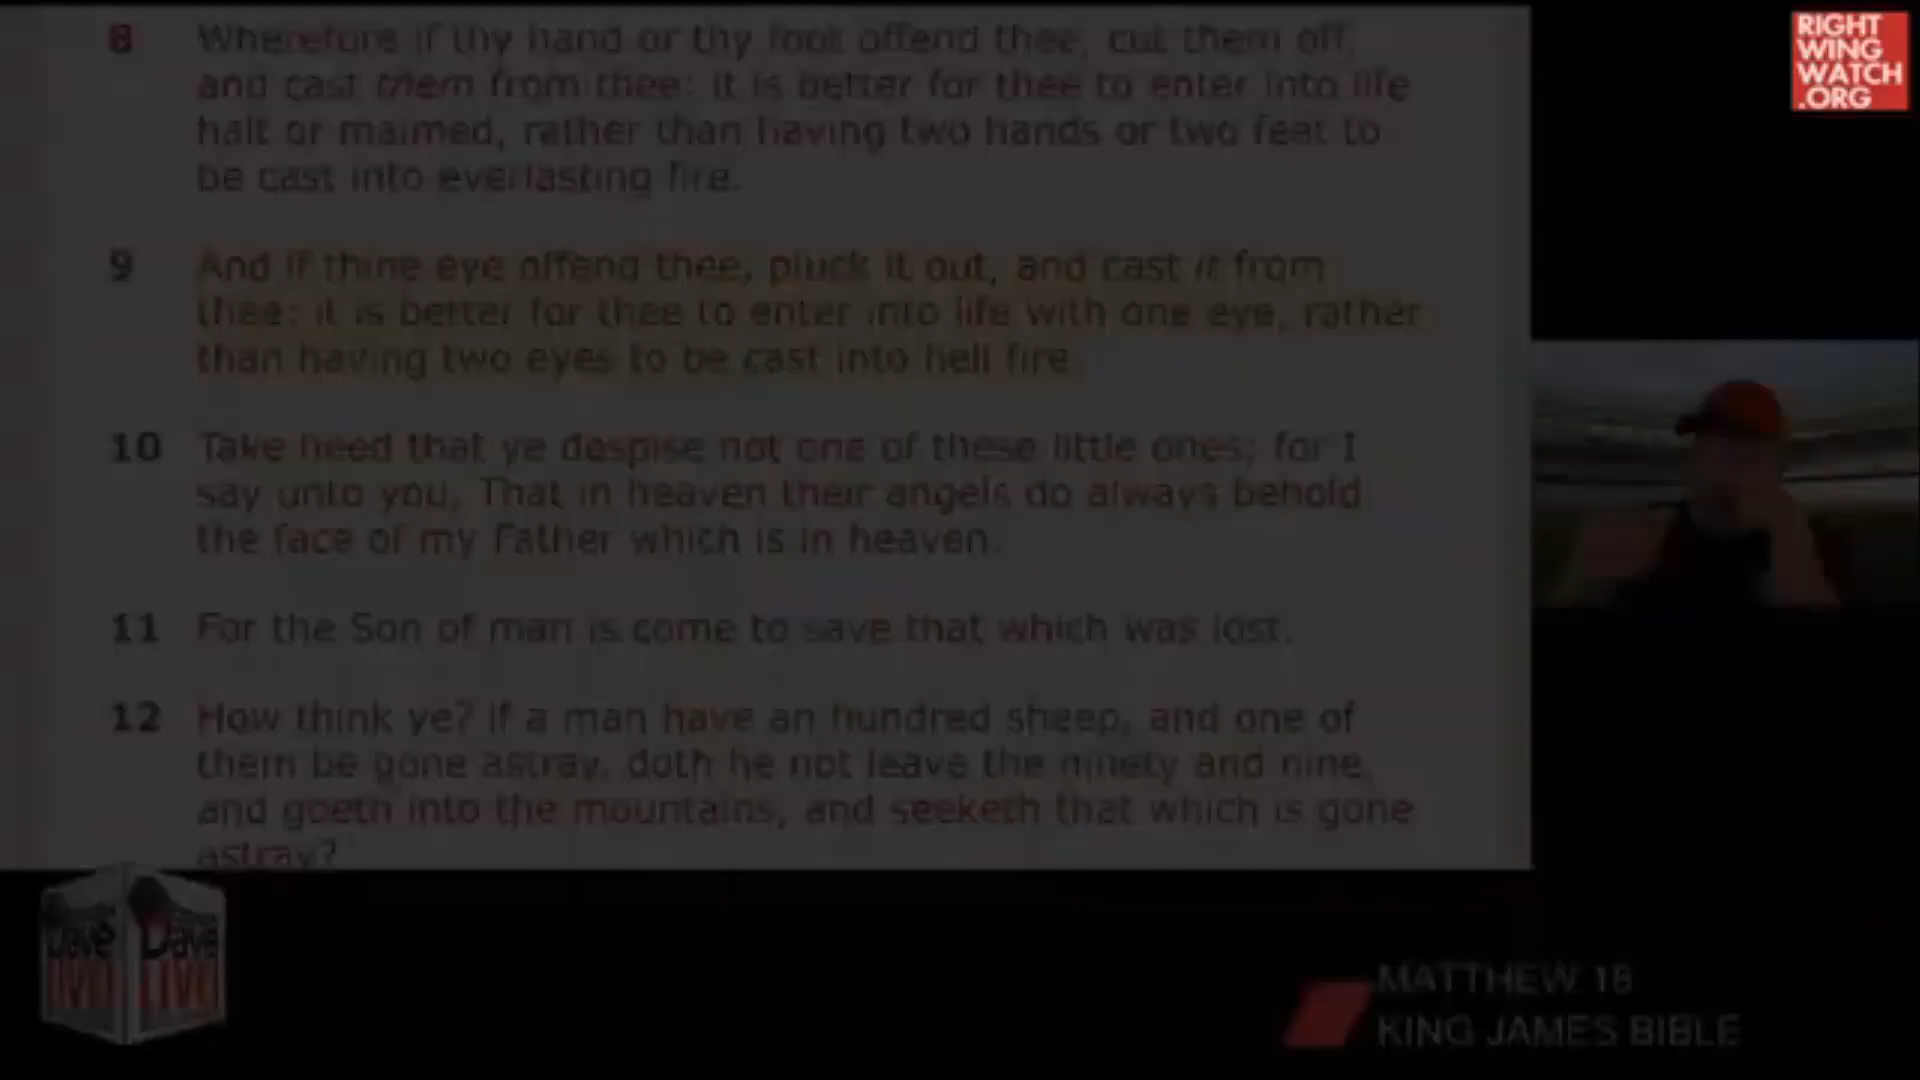 8 Wherefore if thy hand or thy foot offend thee, cut them off,
and cast them from thee: it is better for thee to enter into life
halt or maimed, rather than having two hands or two feet to
be cast into everlasting fire.
9 And if thine eye offend thee, pluck it out, and cast it from
thee: it is better for thee to enter into life with one eye, rather
than having two eyes to be cast into hell fire.
10 Take heed that ye despise not one of these little ones; for I
say unto you, That in heaven their angels do always behold
the face of my Father which is in heaven.
11 For the Son of man is come to save that which was lost.
12 How think ye? if a man have an hundred sheep, and one of
them be gone astray, doth he not leave the ninety and nine,
and goeth into the mountains, and seeketh that which is gone
astray?
RIGHT
WING
WATCH
.ORG
Dave
LIVE
Dave
LIVE
MATTHEW 18
KING JAMES BIBLE